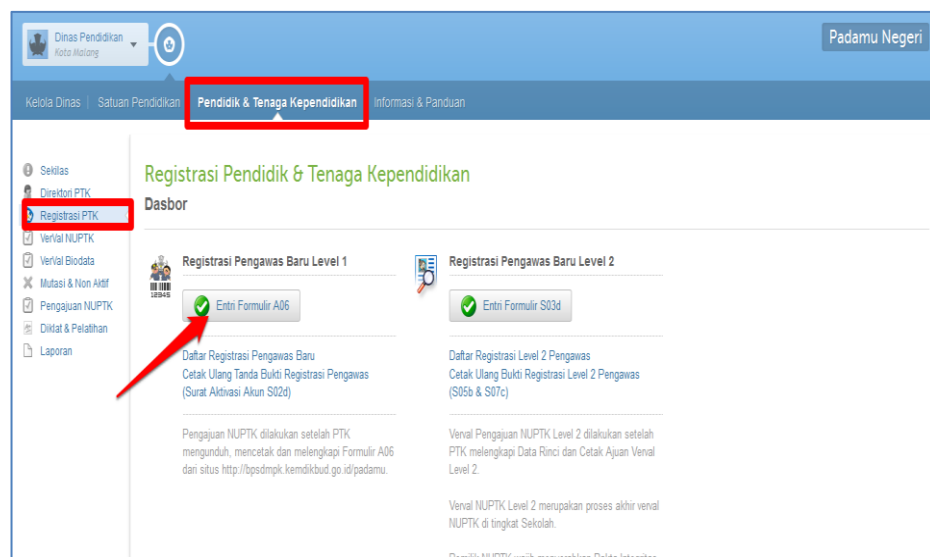 Dinas Pendidikan
Kota Malang
Padamu Negeri
Kelola Dinas | Satuan Pendidikan Pendidik & Tenaga Kependidikan Informasi & Panduan
Sekilas
Direktori PTK
Registrasi PTK
VerVal NUPTK
VerVal Biodata
Mutasi & Non Aktif
Pengajuan NUPTK
Diklat & Pelatihan
Laporan
Registrasi Pendidik & Tenaga Kependidikan
Dasbor
Registrasi Pengawas Baru Level 1
12345
Entri Formulir A06
Daftar Registrasi Pengawas Baru
Cetak Ulang Tanda Bukti Registrasi Pengawas
(Surat Aktivasi Akun S02d)
Pengajuan NUPTK dilakukan setelah PTK
mengunduh, mencetak dan melengkapi Formulir A06
dari situs http://bpsdmpk.kemdikbud.go.id/padamu.
Registrasi Pengawas Baru Level 2
Entri Formulir S03d
Daftar Registrasi Level 2 Pengawas
Cetak Ulang Bukti Registrasi Level 2 Pengawas
(S05b & S07c)
Verval Pengajuan NUPTK Level 2 dilakukan setelah
PTK melengkapi Data Rinci dan Cetak Ajuan Verval
Level 2.
Verval NUPTK Level 2 merupakan proses akhir verval
NUPTK di tingkat Sekolah.